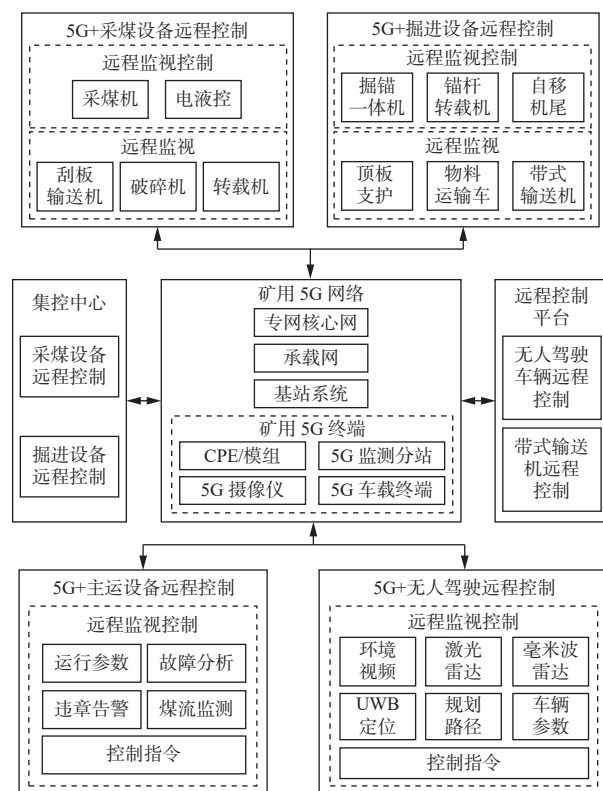 5G+采煤设备远程控制
远程监视控制
采煤机
电液控
远程监视
刮板
输送机
破碎机
转载机
5G+掘进设备远程控制
远程监视控制
掘锚
一体机
锚杆
转载机
自移
机尾
远程监视
顶板
支护
物料
运输车
带式
输送机
集控中心
采煤设备
远程控制
掘进设备
远程控制
矿用 5G 网络
专网核心网
承载网
基站系统
矿用 5G 终端
CPE/模组
5G 监测分站
5G 摄像仪
5G 车载终端
远程控制
平台
无人驾驶
车辆远程
控制
带式输送
机远程
控制
5G+主运设备远程控制
远程监视控制
运行参数
故障分析
违章告警
煤流监测
控制指令
5G+无人驾驶远程控制
远程监视控制
环境
视频
激光
雷达
毫米波
雷达
UWB
定位
规划
路径
车辆
参数
控制指令